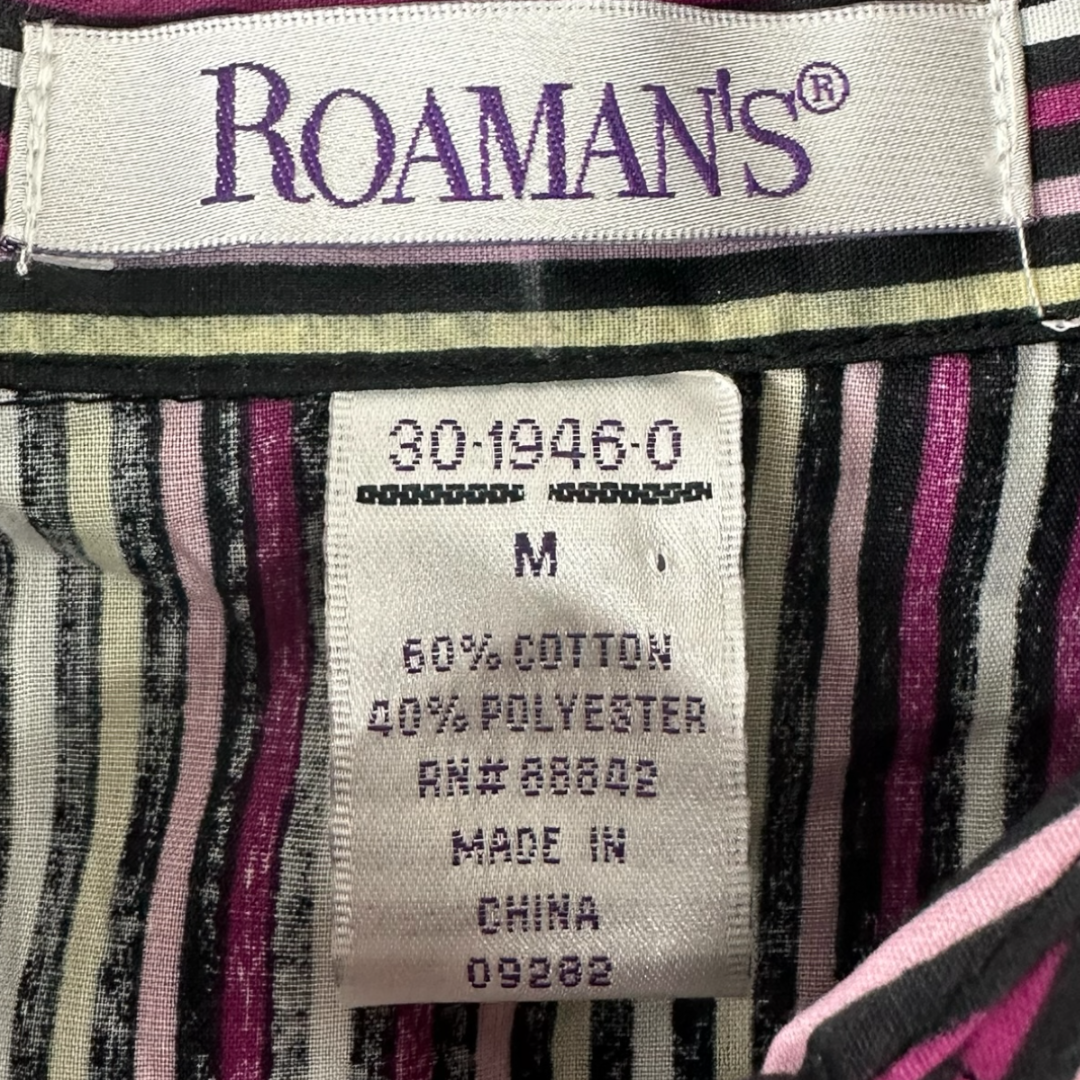 ROAMAN'S®
30-1946-0
M
60% COTTON
40% POLYESTER
RN# 88842
MADE IN
CHINA
09282